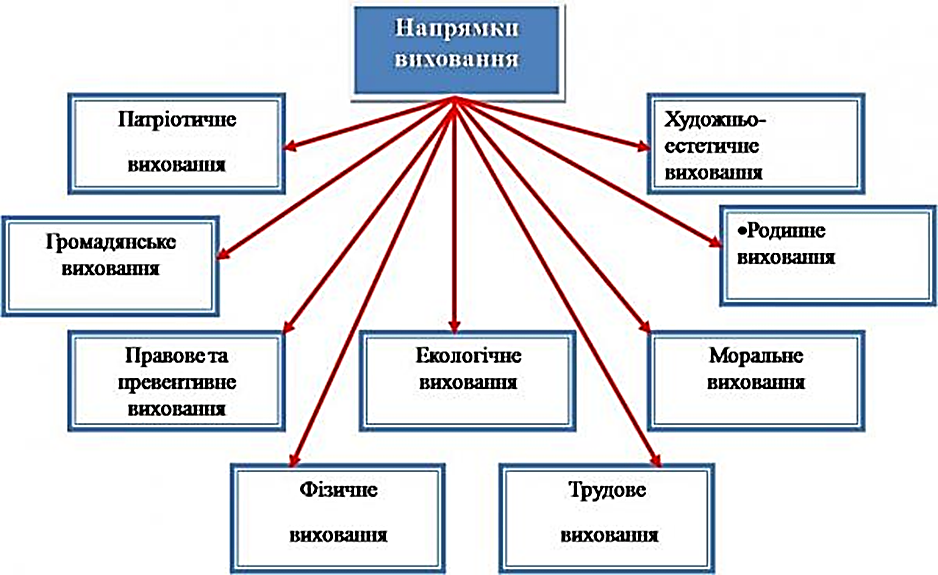 Напрямки
виховання
Патріотичне
виховання
Художньо-
естетичне
виховання
Громадянське
виховання
•Родинне
виховання
Правове та
превентивне
виховання
Екологічне
виховання
Моральне
виховання
Фізичне
виховання
Трудове
виховання